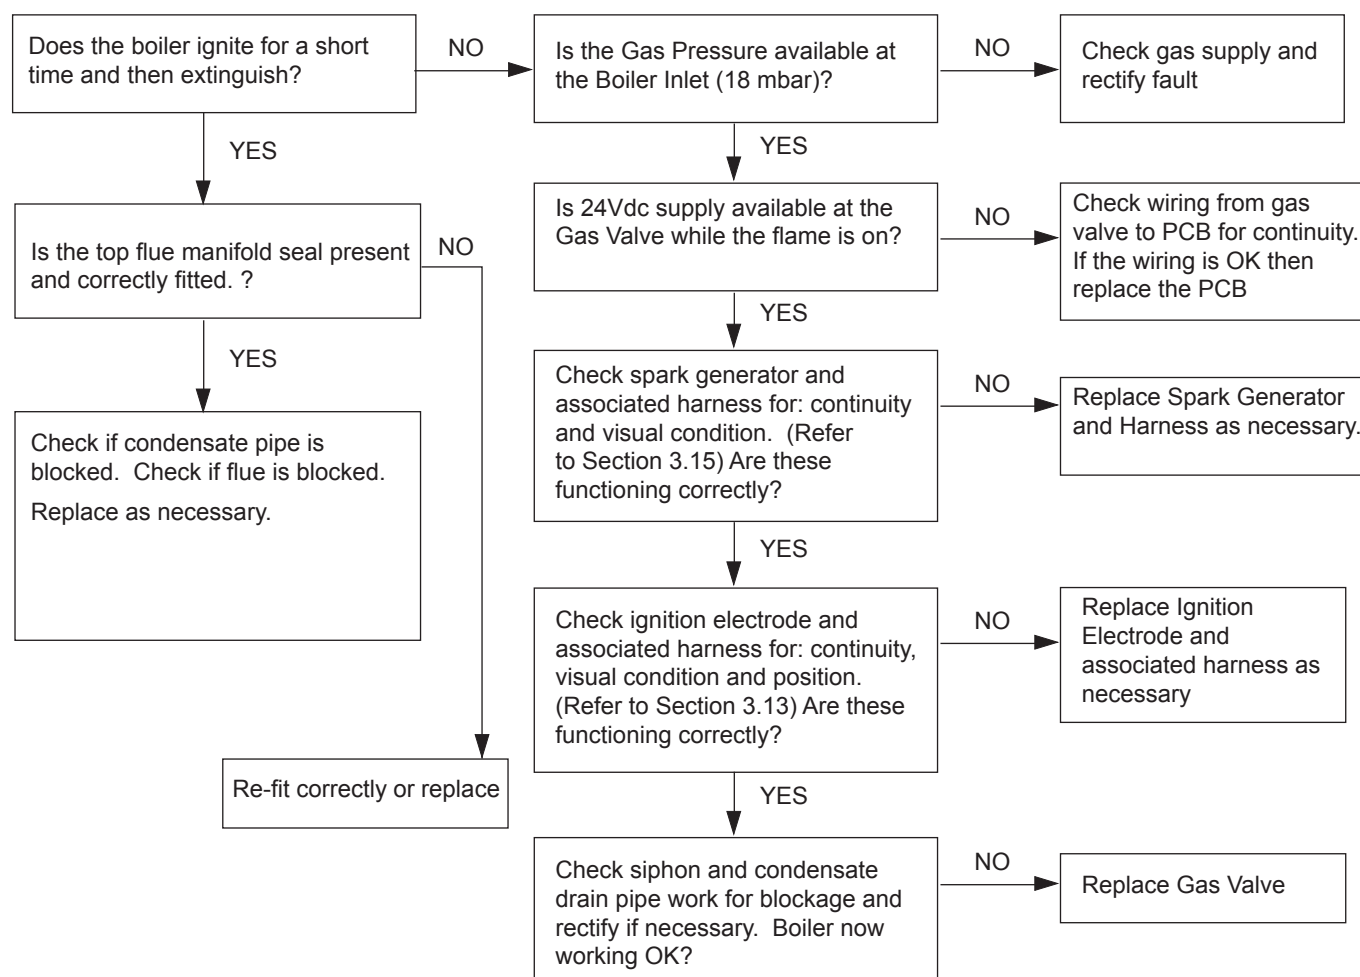 Does the boiler ignite for a short
time and then extinguish?
NO
Is the Gas Pressure available at
the Boiler Inlet (18 mbar)?
NO
Check gas supply and
rectify fault
YES
YES
Is the top flue manifold seal present
and correctly fitted. ?
NO
Is 24Vdc supply available at the
Gas Valve while the flame is on?
NO
Check wiring from gas
valve to PCB for continuity.
If the wiring is OK then
replace the PCB
YES
YES
Check if condensate pipe is
blocked.  Check if flue is blocked.
Replace as necessary.
Check spark generator and
associated harness for: continuity
and visual condition.  (Refer
to Section 3.15) Are these
functioning correctly?
NO
Replace Spark Generator
and Harness as necessary.
YES
Check ignition electrode and
associated harness for: continuity,
visual condition and position.
(Refer to Section 3.13) Are these
functioning correctly?
NO
Replace Ignition
Electrode and
associated harness as
necessary
Re-fit correctly or replace
YES
Check siphon and condensate
drain pipe work for blockage and
rectify if necessary.  Boiler now
working OK?
NO
Replace Gas Valve